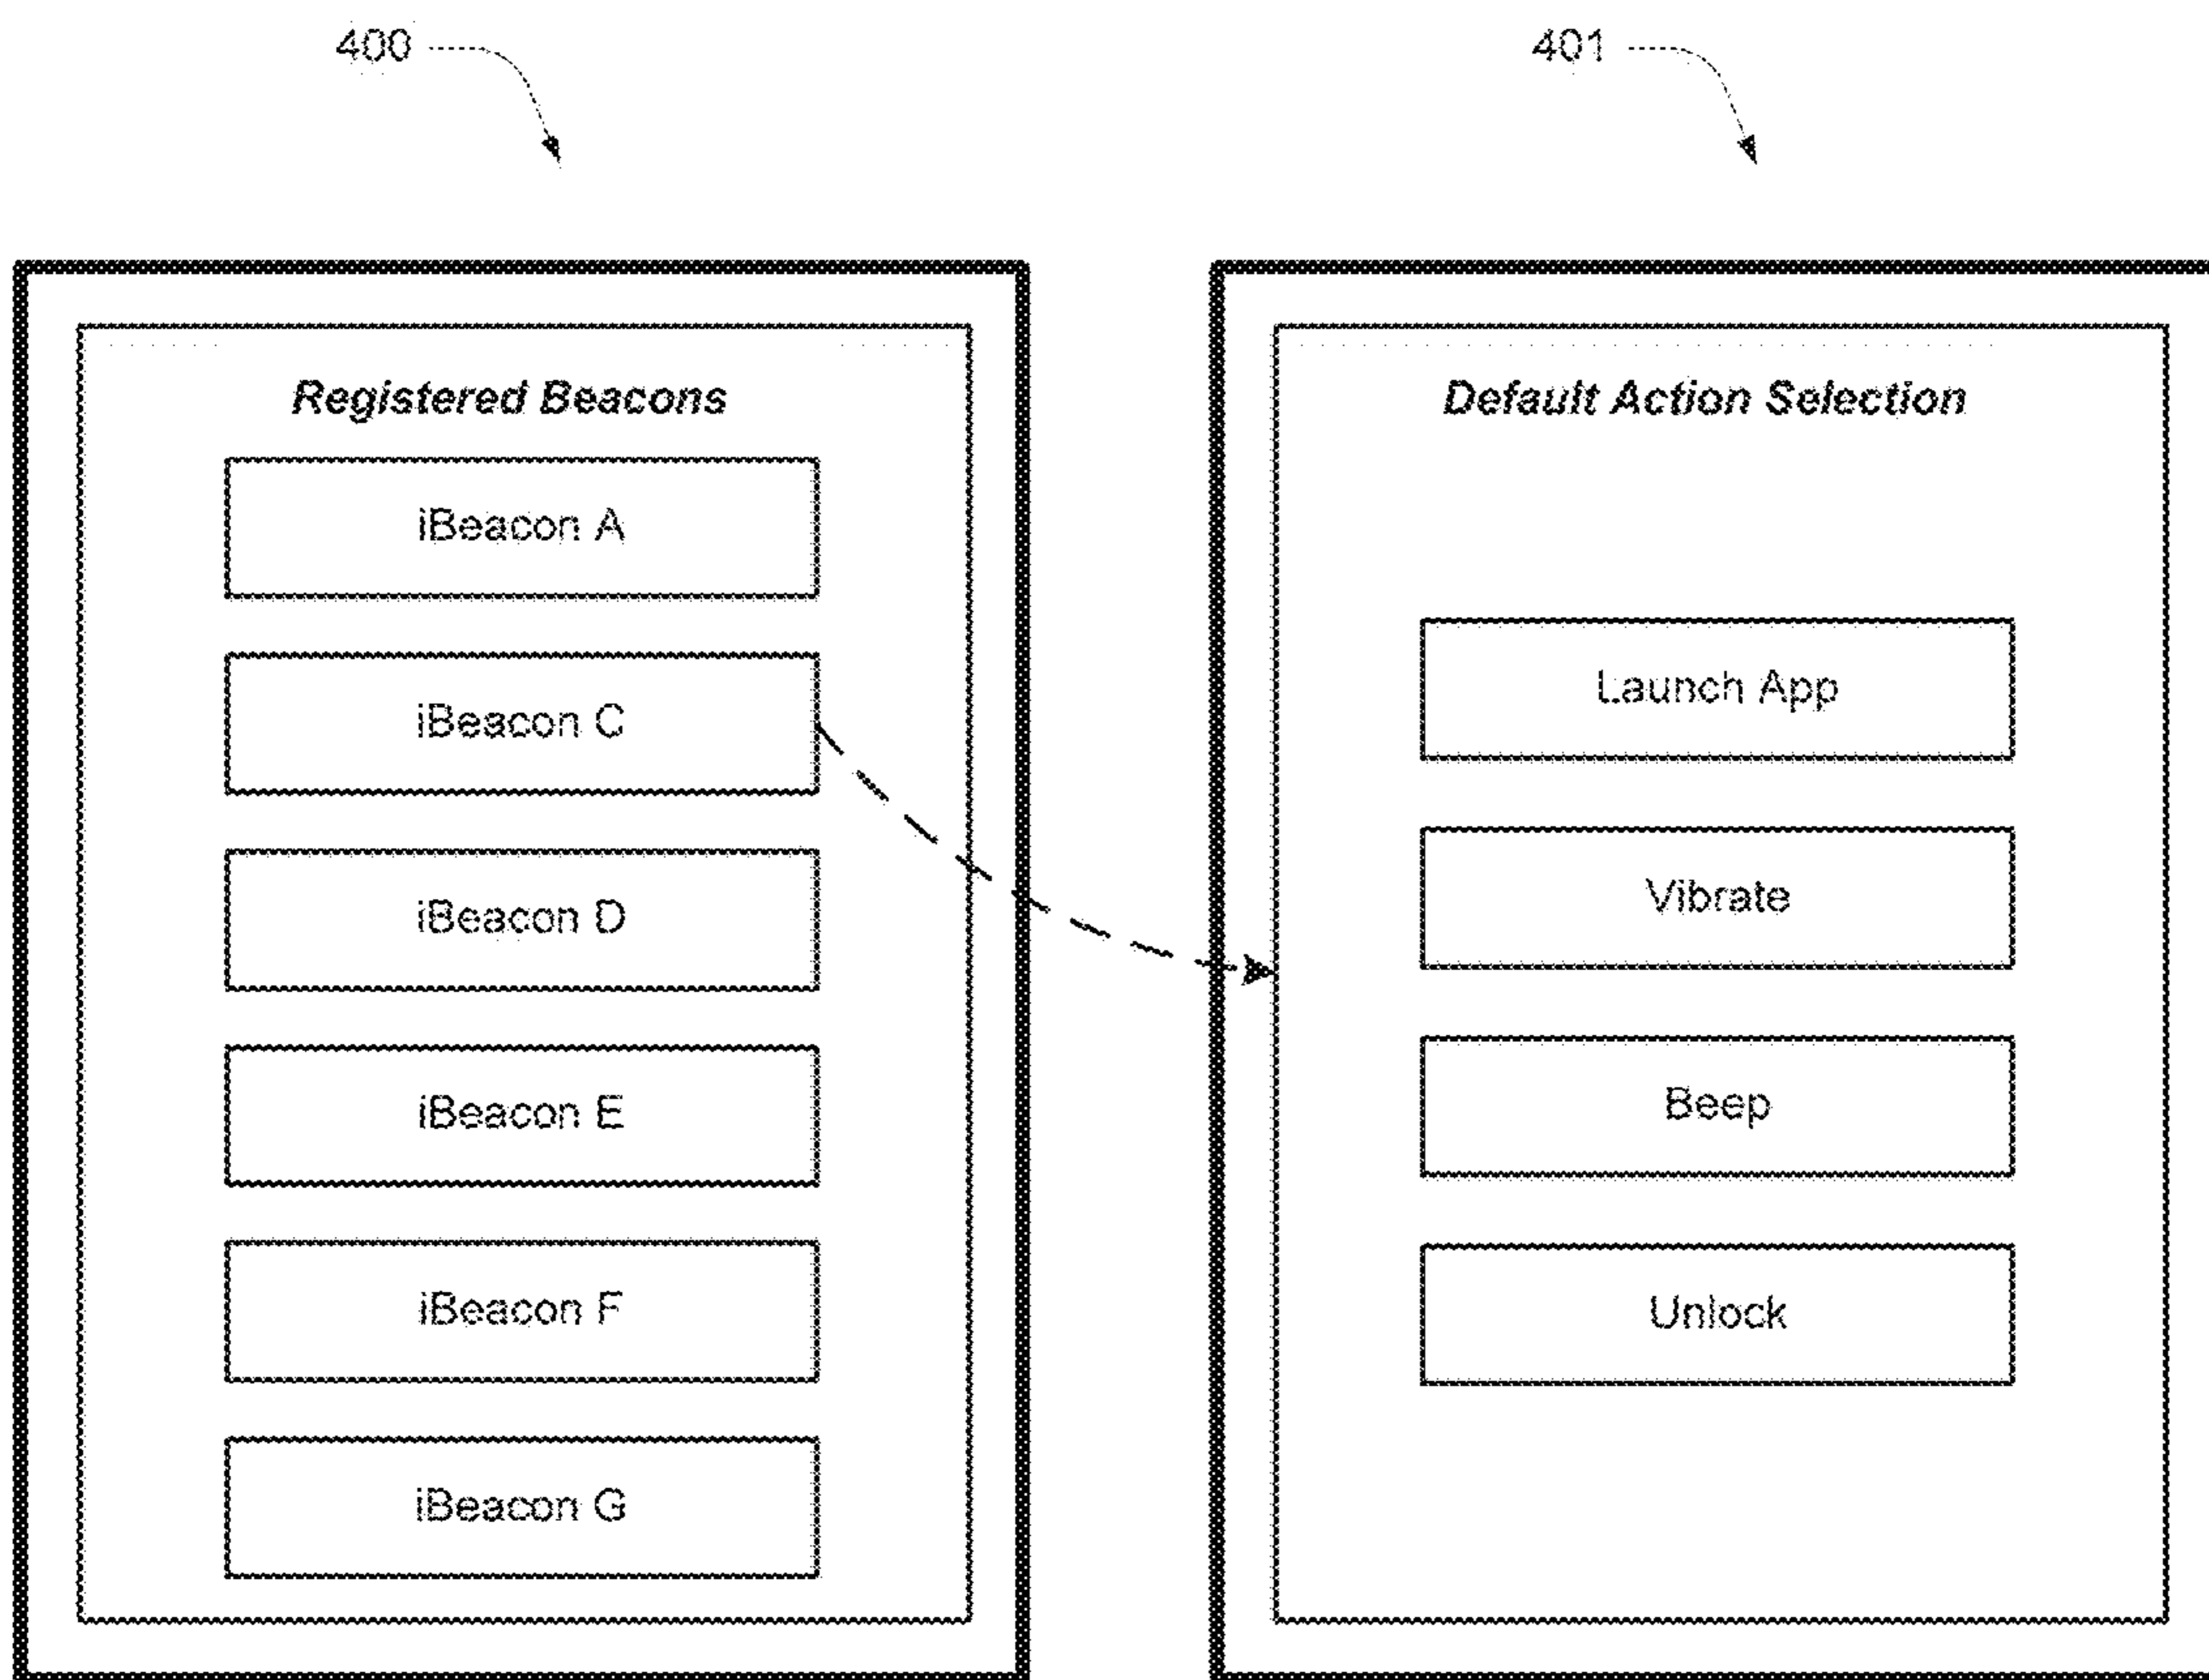 400
401
Registered Beacons
iBeacon A
iBeacon C
iBeacon D
iBeacon E
iBeacon F
iBeacon G
Default Action Selection
Launch App
Vibrate
Beep
Unlock